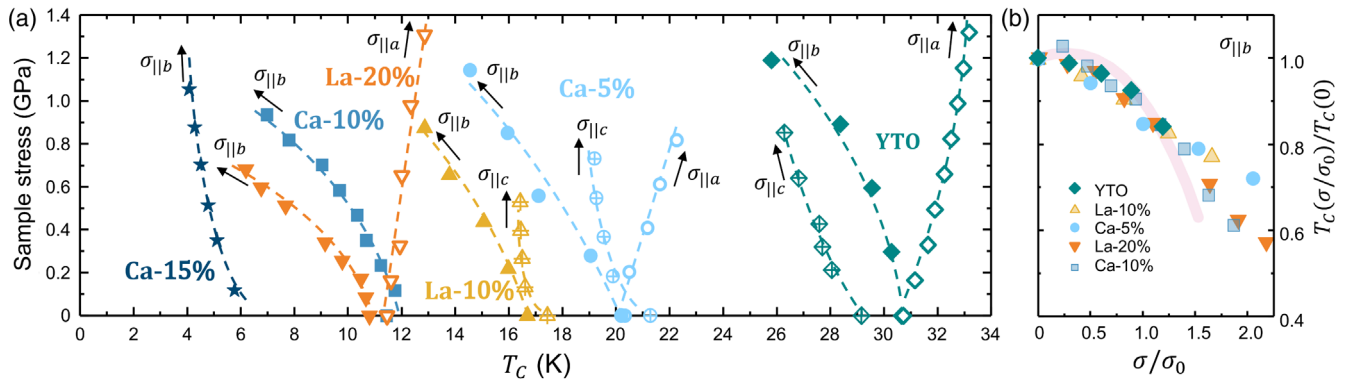 (a)
1.4
1.2
1.0
0.8
0.6
0.4
0.2
0
Sample stress (GPa)
0 2 4 6 8 10 12 14 16 18 20 22 24 26 28 30 32 34
T_C (K)
σ||b
Ca-15%
σ||b
Ca-10%
σ||b
σ||a
La-20%
σ||b
σ||c
La-10%
σ||b
Ca-5%
σ||c
σ||a
σ||b
σ||a
YTO
σ||c
(b)
σ||b
YTO
La-10%
Ca-5%
La-20%
Ca-10%
0.0 0.5 1.0 1.5 2.0
σ/σ₀
1.0
0.8
0.6
0.4
T_C(σ/σ₀)/T_C(0)